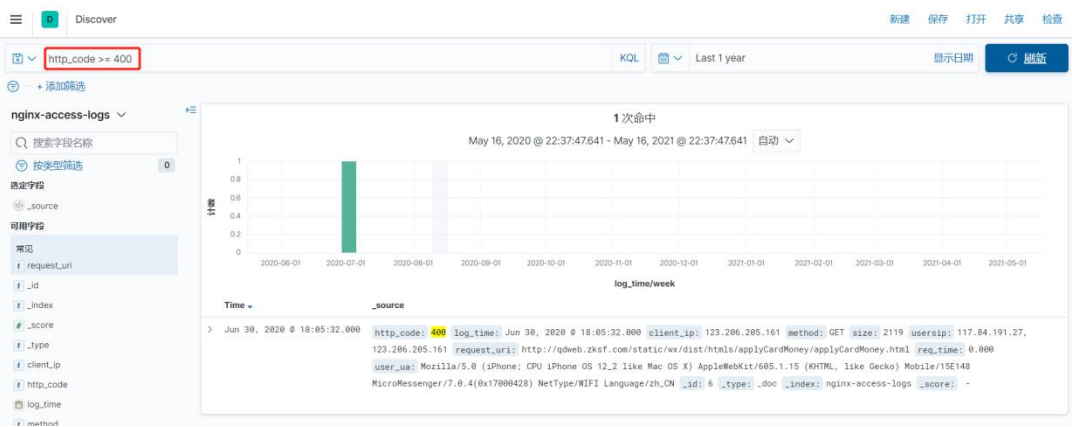 D Discover 新建 保存 打开 共享 检查
http_code >= 400 KQL Last 1 year 显示日期 刷新
+ 添加筛选
nginx-access-logs
搜索字段名称
按类型筛选 0
选定字段
_source
可用字段
常见
t request_uri
t _id
t _index
# _score
t _type
t client_ip
t http_code
log_time
t method
1 次命中
May 16, 2020 @ 22:37:47.641 - May 16, 2021 @ 22:37:47.641 自动
计数
1
0.8
0.6
0.4
0.2
0
2020-06-01 2020-07-01 2020-08-01 2020-09-01 2020-10-01 2020-11-01 2020-12-01 2021-01-01 2021-02-01 2021-03-01 2021-04-01 2021-05-01
log_time/week
Time _source
Jun 30, 2020 @ 18:05:32.000 http_code: 400 log_time: Jun 30, 2020 @ 18:05:32.000 client_ip: 123.206.205.161 method: GET size: 2119 usersip: 117.84.191.27,
123.206.205.161 request_uri: http://qdweb.zksf.com/static/wx/dist/htmls/applyCardMoney/applyCardMoney.html req_time: 0.000
user_ua: Mozilla/5.0 (iPhone; CPU iPhone OS 12_2 like Mac OS X) AppleWebKit/605.1.15 (KHTML, like Gecko) Mobile/15E148
MicroMessenger/7.0.4(0x17000428) NetType/WIFI Language/zh_CN _id: 6 _type: _doc _index: nginx-access-logs _score: -